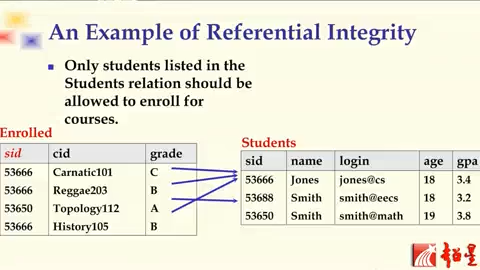 An Example of Referential Integrity
Only students listed in the
Students relation should be
allowed to enroll for
courses.
Enrolled
sid cid grade
53666 Carnatic101 C
53666 Reggae203 B
53650 Topology112 A
53666 History105 B
Students
sid name login age gpa
53666 Jones jones@cs 18 3.4
53688 Smith smith@eecs 18 3.2
53650 Smith smith@math 19 3.8